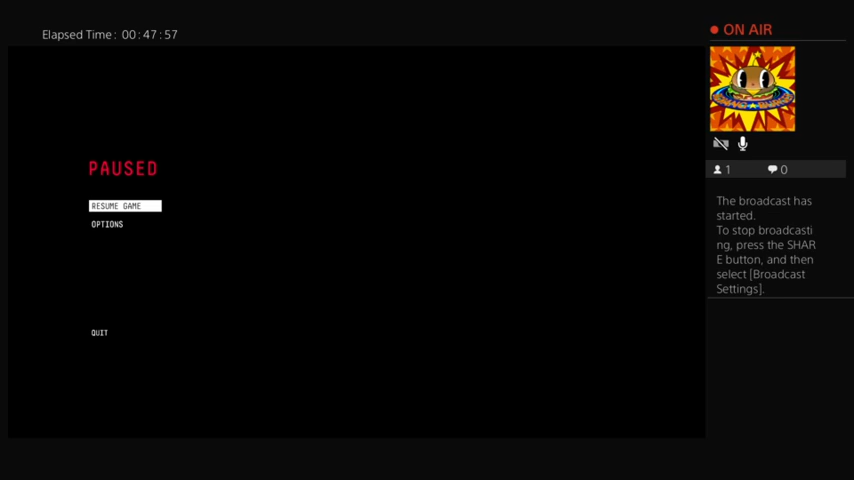 Elapsed Time: 00:47:57
ON AIR
PAUSED
RESUME GAME
OPTIONS
QUIT
1
0
The broadcast has
started.
To stop broadcasti
ng, press the SHAR
E button, and then
select [Broadcast
Settings].